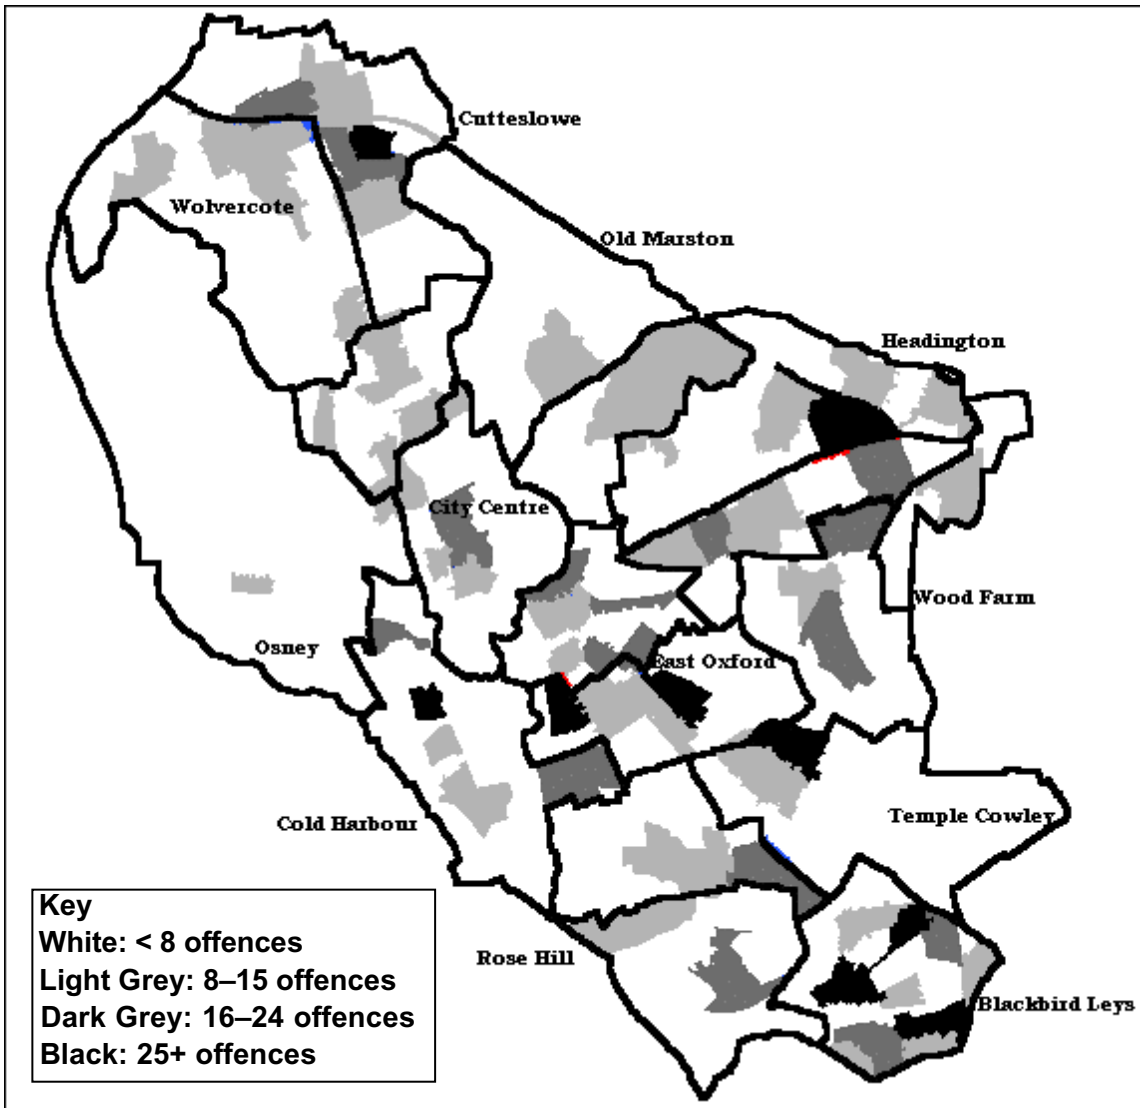 Cutteslowe
Wolvercote
Old Marston
Headington
City Centre
Wood Farm
Osney
East Oxford
Cold Harbour
Temple Cowley
Rose Hill
Blackbird Leys
Key
White: < 8 offences
Light Grey: 8–15 offences
Dark Grey: 16–24 offences
Black: 25+ offences